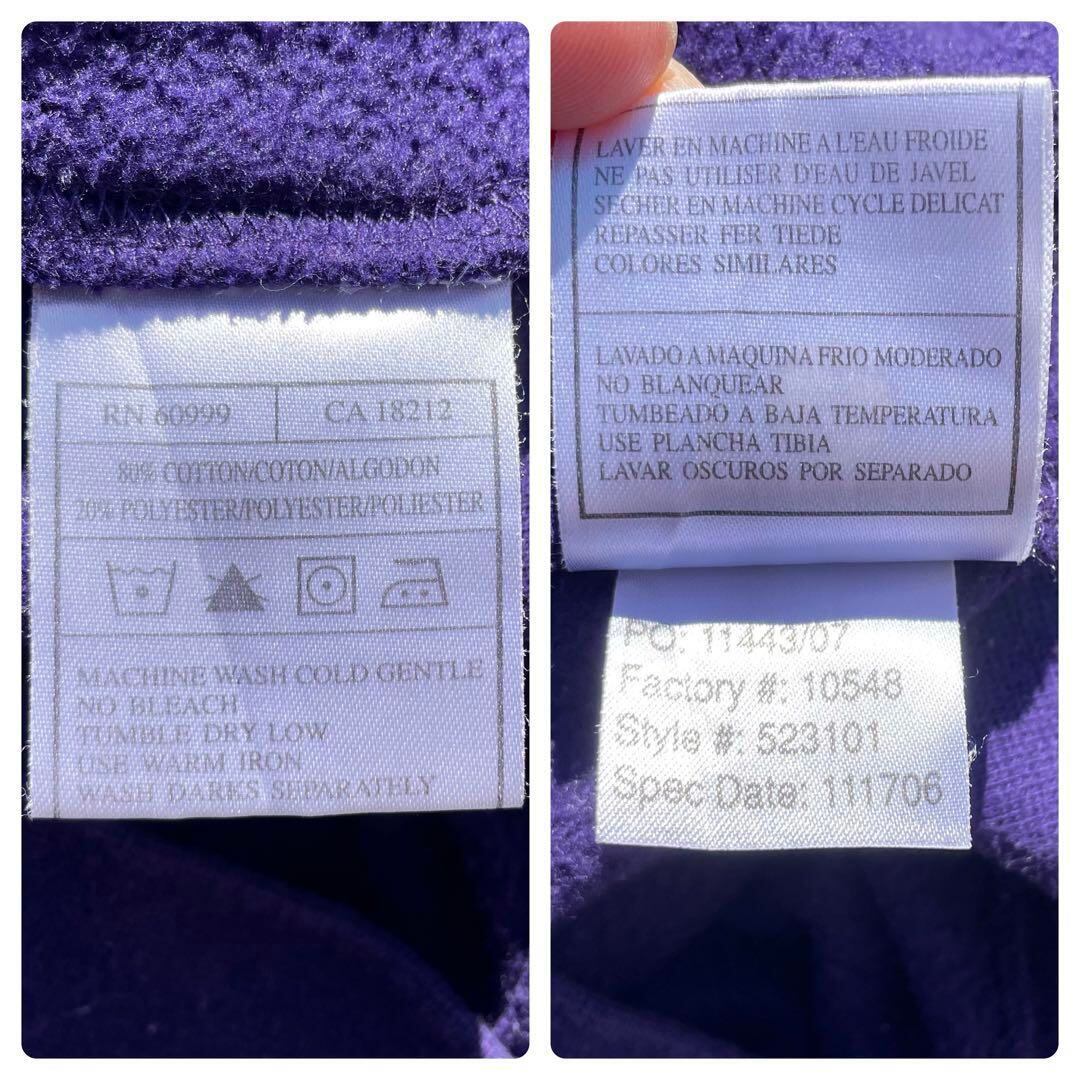 RN 60999
CA 18212
80% COTTON/COTON/ALGODON
20% POLYESTER/POLYESTER/POLIESTER
MACHINE WASH COLD GENTLE
NO BLEACH
TUMBLE DRY LOW
USE WARM IRON
WASH DARKS SEPARATELY
LAVER EN MACHINE A L'EAU FROIDE
NE PAS UTILISER D'EAU DE JAVEL
SECHER EN MACHINE CYCLE DELICAT
REPASSER FER TIEDE
COLORES SIMILARES
LAVADO A MAQUINA FRIO MODERADO
NO BLANQUEAR
TUMBEADO A BAJA TEMPERATURA
USE PLANCHA TIBIA
LAVAR OSCUROS POR SEPARADO
PO: 11443/07
Factory #: 10548
Style #: 523101
Spec Date: 111706